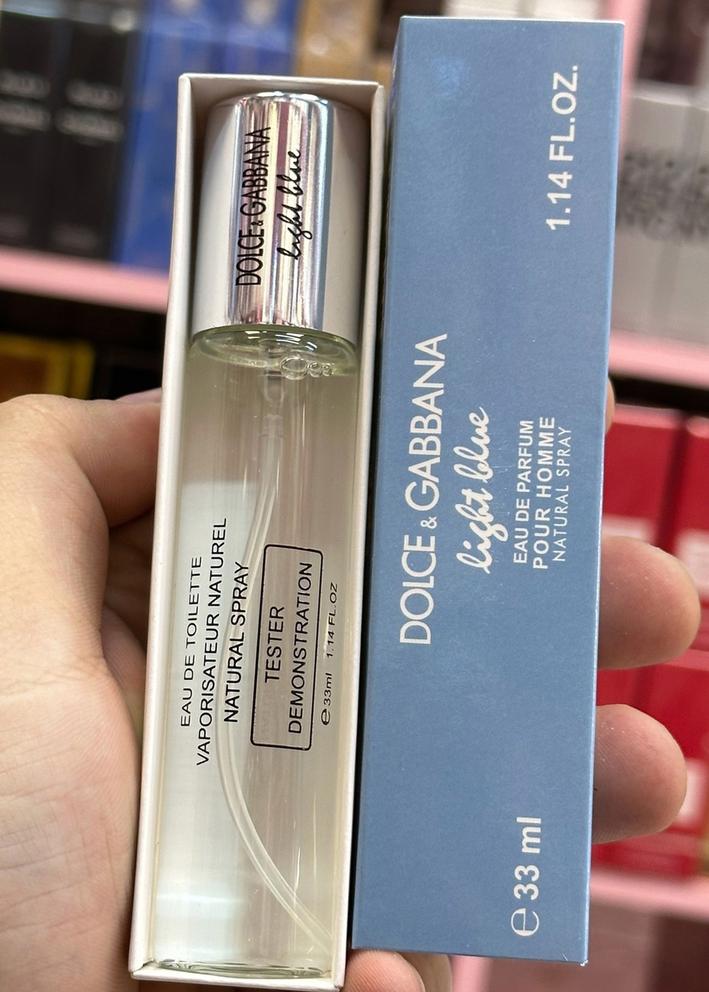 DOLCE & GABBANA
light blue
EAU DE TOILETTE
VAPORISATEUR NATUREL
NATURAL SPRAY
TESTER
DEMONSTRATION
e 33ml 1.14 FL.OZ
DOLCE & GABBANA
light blue
EAU DE PARFUM
POUR HOMME
NATURAL SPRAY
e 33 ml
1.14 FL.OZ.